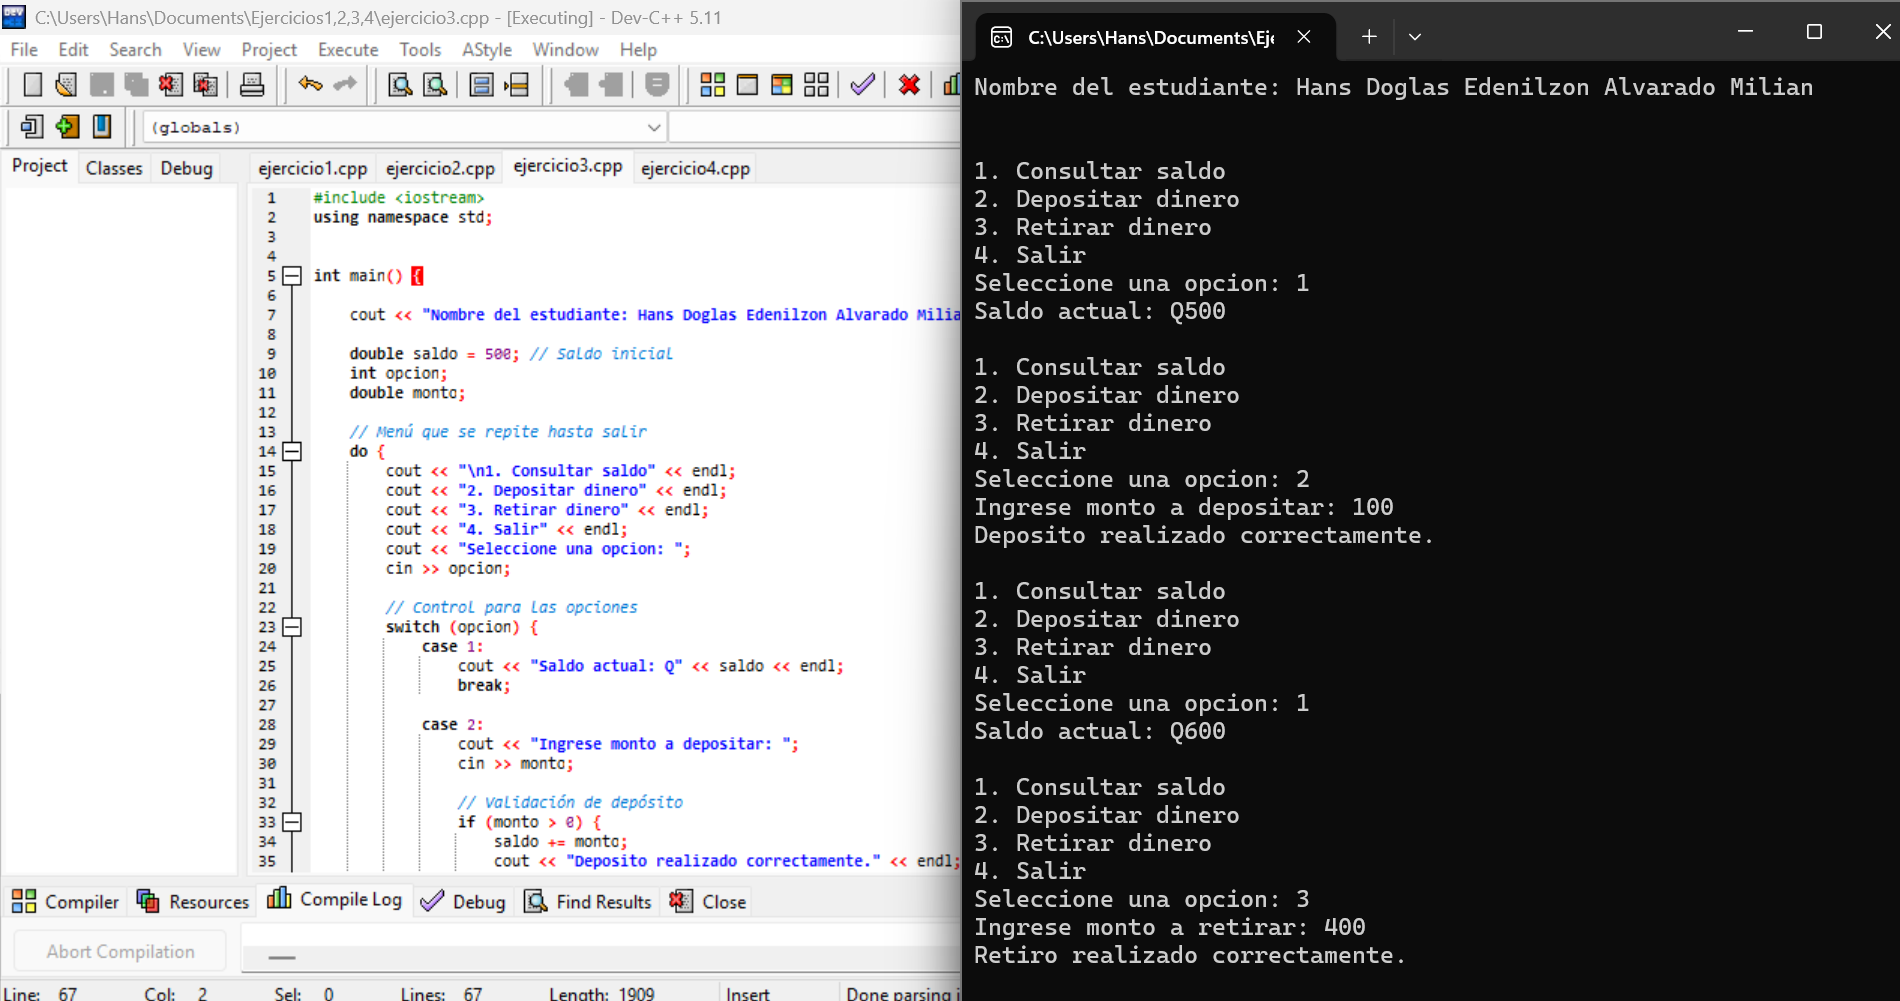 C:\Users\Hans\Documents\Ejercicios1,2,3,4\ejercicio3.cpp - [Executing] - Dev-C++ 5.11
File Edit Search View Project Execute Tools AStyle Window Help
(globals)
Project Classes Debug
ejercicio1.cpp ejercicio2.cpp ejercicio3.cpp ejercicio4.cpp
1 #include <iostream>
2 using namespace std;
3
4
5 int main() {
6
7 cout << "Nombre del estudiante: Hans Doglas Edenilzon Alvarado Milia
8
9 double saldo = 500; // Saldo inicial
10 int opcion;
11 double monto;
12
13 // Menú que se repite hasta salir
14 do {
15 cout << "\n1. Consultar saldo" << endl;
16 cout << "2. Depositar dinero" << endl;
17 cout << "3. Retirar dinero" << endl;
18 cout << "4. Salir" << endl;
19 cout << "Seleccione una opcion: ";
20 cin >> opcion;
21
22 // Control para las opciones
23 switch (opcion) {
24 case 1:
25 cout << "Saldo actual: Q" << saldo << endl;
26 break;
27
28 case 2:
29 cout << "Ingrese monto a depositar: ";
30 cin >> monto;
31
32 // Validación de depósito
33 if (monto > 0) {
34 saldo += monto;
35 cout << "Deposito realizado correctamente." << endl;
Compiler Resources Compile Log Debug Find Results Close
Abort Compilation
Line: 67 Col: 2 Sel: 0 Lines: 67 Length: 1909 Insert Done parsing i
C:\Users\Hans\Documents\Eje
Nombre del estudiante: Hans Doglas Edenilzon Alvarado Milian
1. Consultar saldo
2. Depositar dinero
3. Retirar dinero
4. Salir
Seleccione una opcion: 1
Saldo actual: Q500
1. Consultar saldo
2. Depositar dinero
3. Retirar dinero
4. Salir
Seleccione una opcion: 2
Ingrese monto a depositar: 100
Deposito realizado correctamente.
1. Consultar saldo
2. Depositar dinero
3. Retirar dinero
4. Salir
Seleccione una opcion: 1
Saldo actual: Q600
1. Consultar saldo
2. Depositar dinero
3. Retirar dinero
4. Salir
Seleccione una opcion: 3
Ingrese monto a retirar: 400
Retiro realizado correctamente.